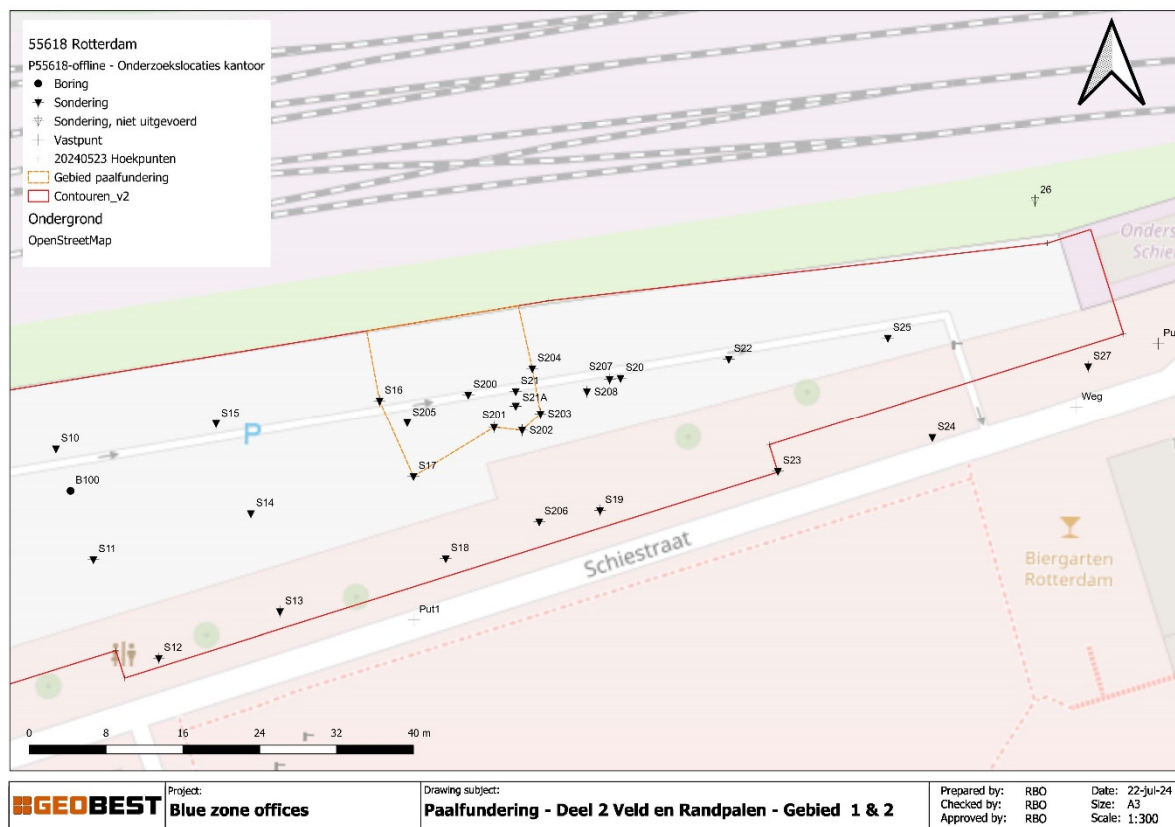 55618 Rotterdam
P55618-offline - Onderzoekslocaties kantoor
Boring
Sondering
Sondering, niet uitgevoerd
Vastpunt
20240523 Hoekpunten
Gebied paalfundering
Contouren_v2
Ondergrond
OpenStreetMap
26
Onders
Schie
Pu
S25
S22
S27
S204
S207
S20
S21
S200
S208
S16
S21A
Weg
S15
S205
S201
S203
S202
P
S10
S24
S17
S23
B100
S14
S19
S206
S11
S18
Schiestraat
Biergarten
Rotterdam
S13
Put1
S12
0 8 16 24 32 40 m
GEOBEST
Project:
Blue zone offices
Drawing subject:
Paalfundering - Deel 2 Veld en Randpalen - Gebied 1 & 2
Prepared by: RBO
Checked by: RBO
Approved by: RBO
Date: 22-jul-24
Size: A3
Scale: 1:300